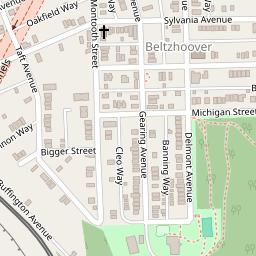 Oakfield Way
Montooth Street
Sylvania Avenue
Beltzhoover
Taft Avenue
Michigan Street
Bigger Street
Cleo Way
Gearing Avenue
Banning Way
Delmont Avenue
Ruffington Avenue